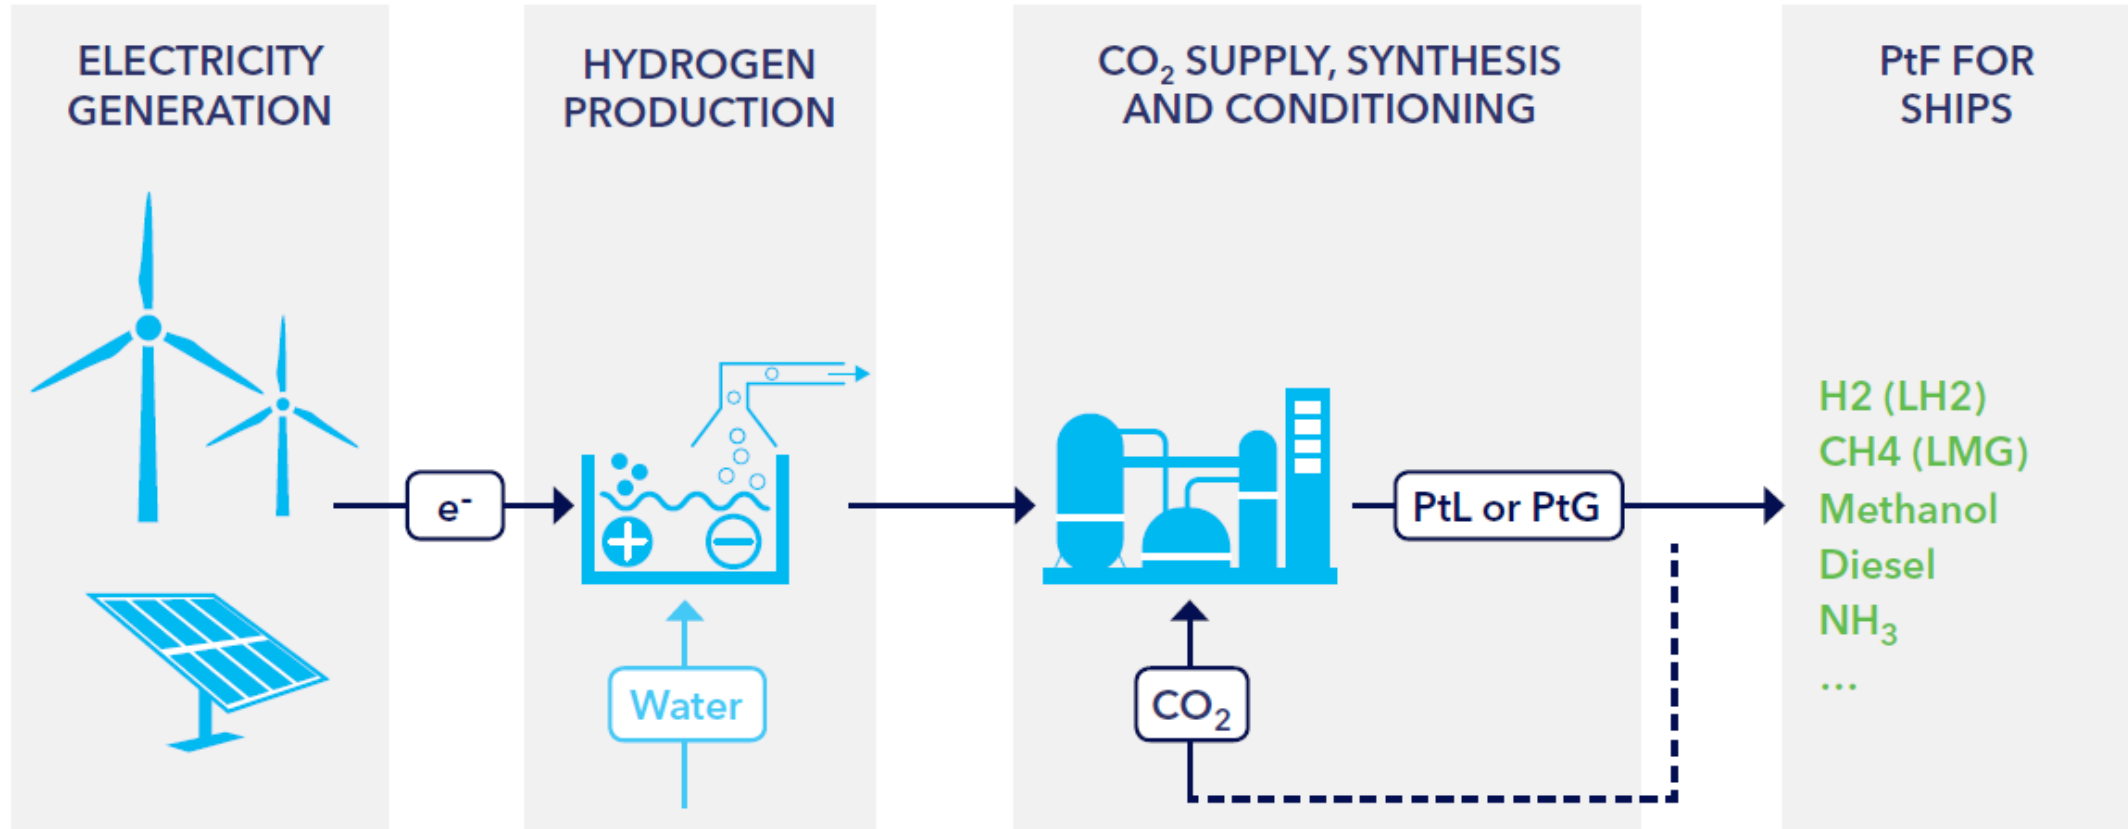 ELECTRICITY
GENERATION
HYDROGEN
PRODUCTION
CO₂ SUPPLY, SYNTHESIS
AND CONDITIONING
PtF FOR
SHIPS
e⁻
Water
CO₂
PtL or PtG
H2 (LH2)
CH4 (LMG)
Methanol
Diesel
NH₃
...